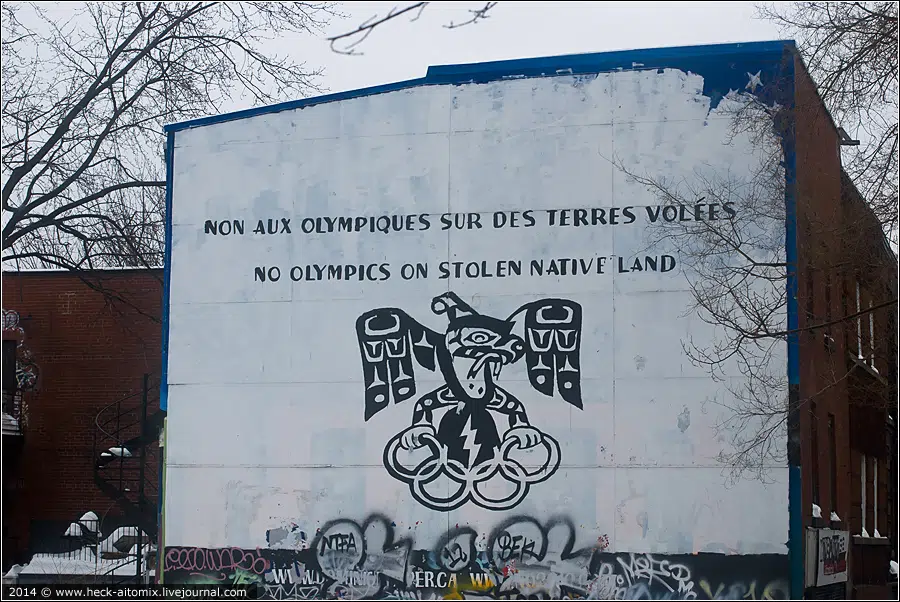 NON AUX OLYMPIQUES SUR DES TERRES VOLÉES
NO OLYMPICS ON STOLEN NATIVE LAND
BEK
2014 © www.heck-aitomix.livejournal.com